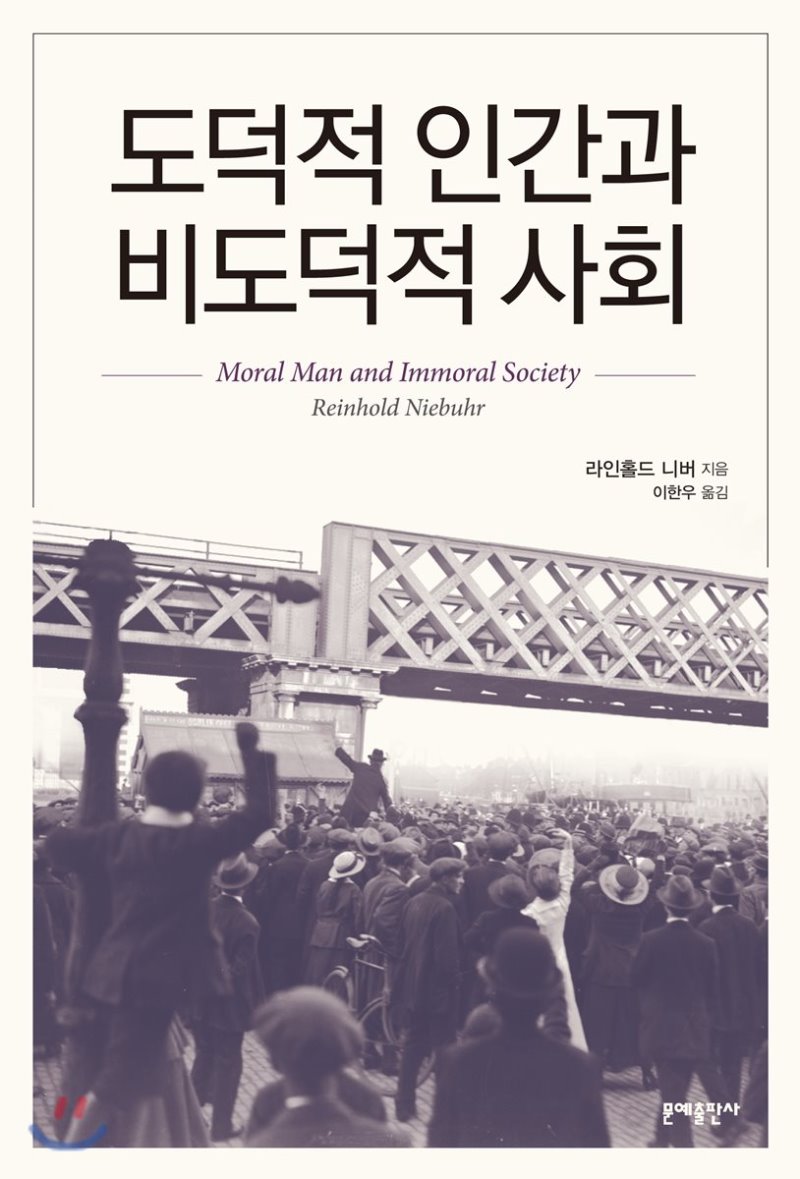 도덕적 인간과
비도덕적 사회
Moral Man and Immoral Society
Reinhold Niebuhr
라인홀드 니버 지음
이한우 옮김
문예출판사